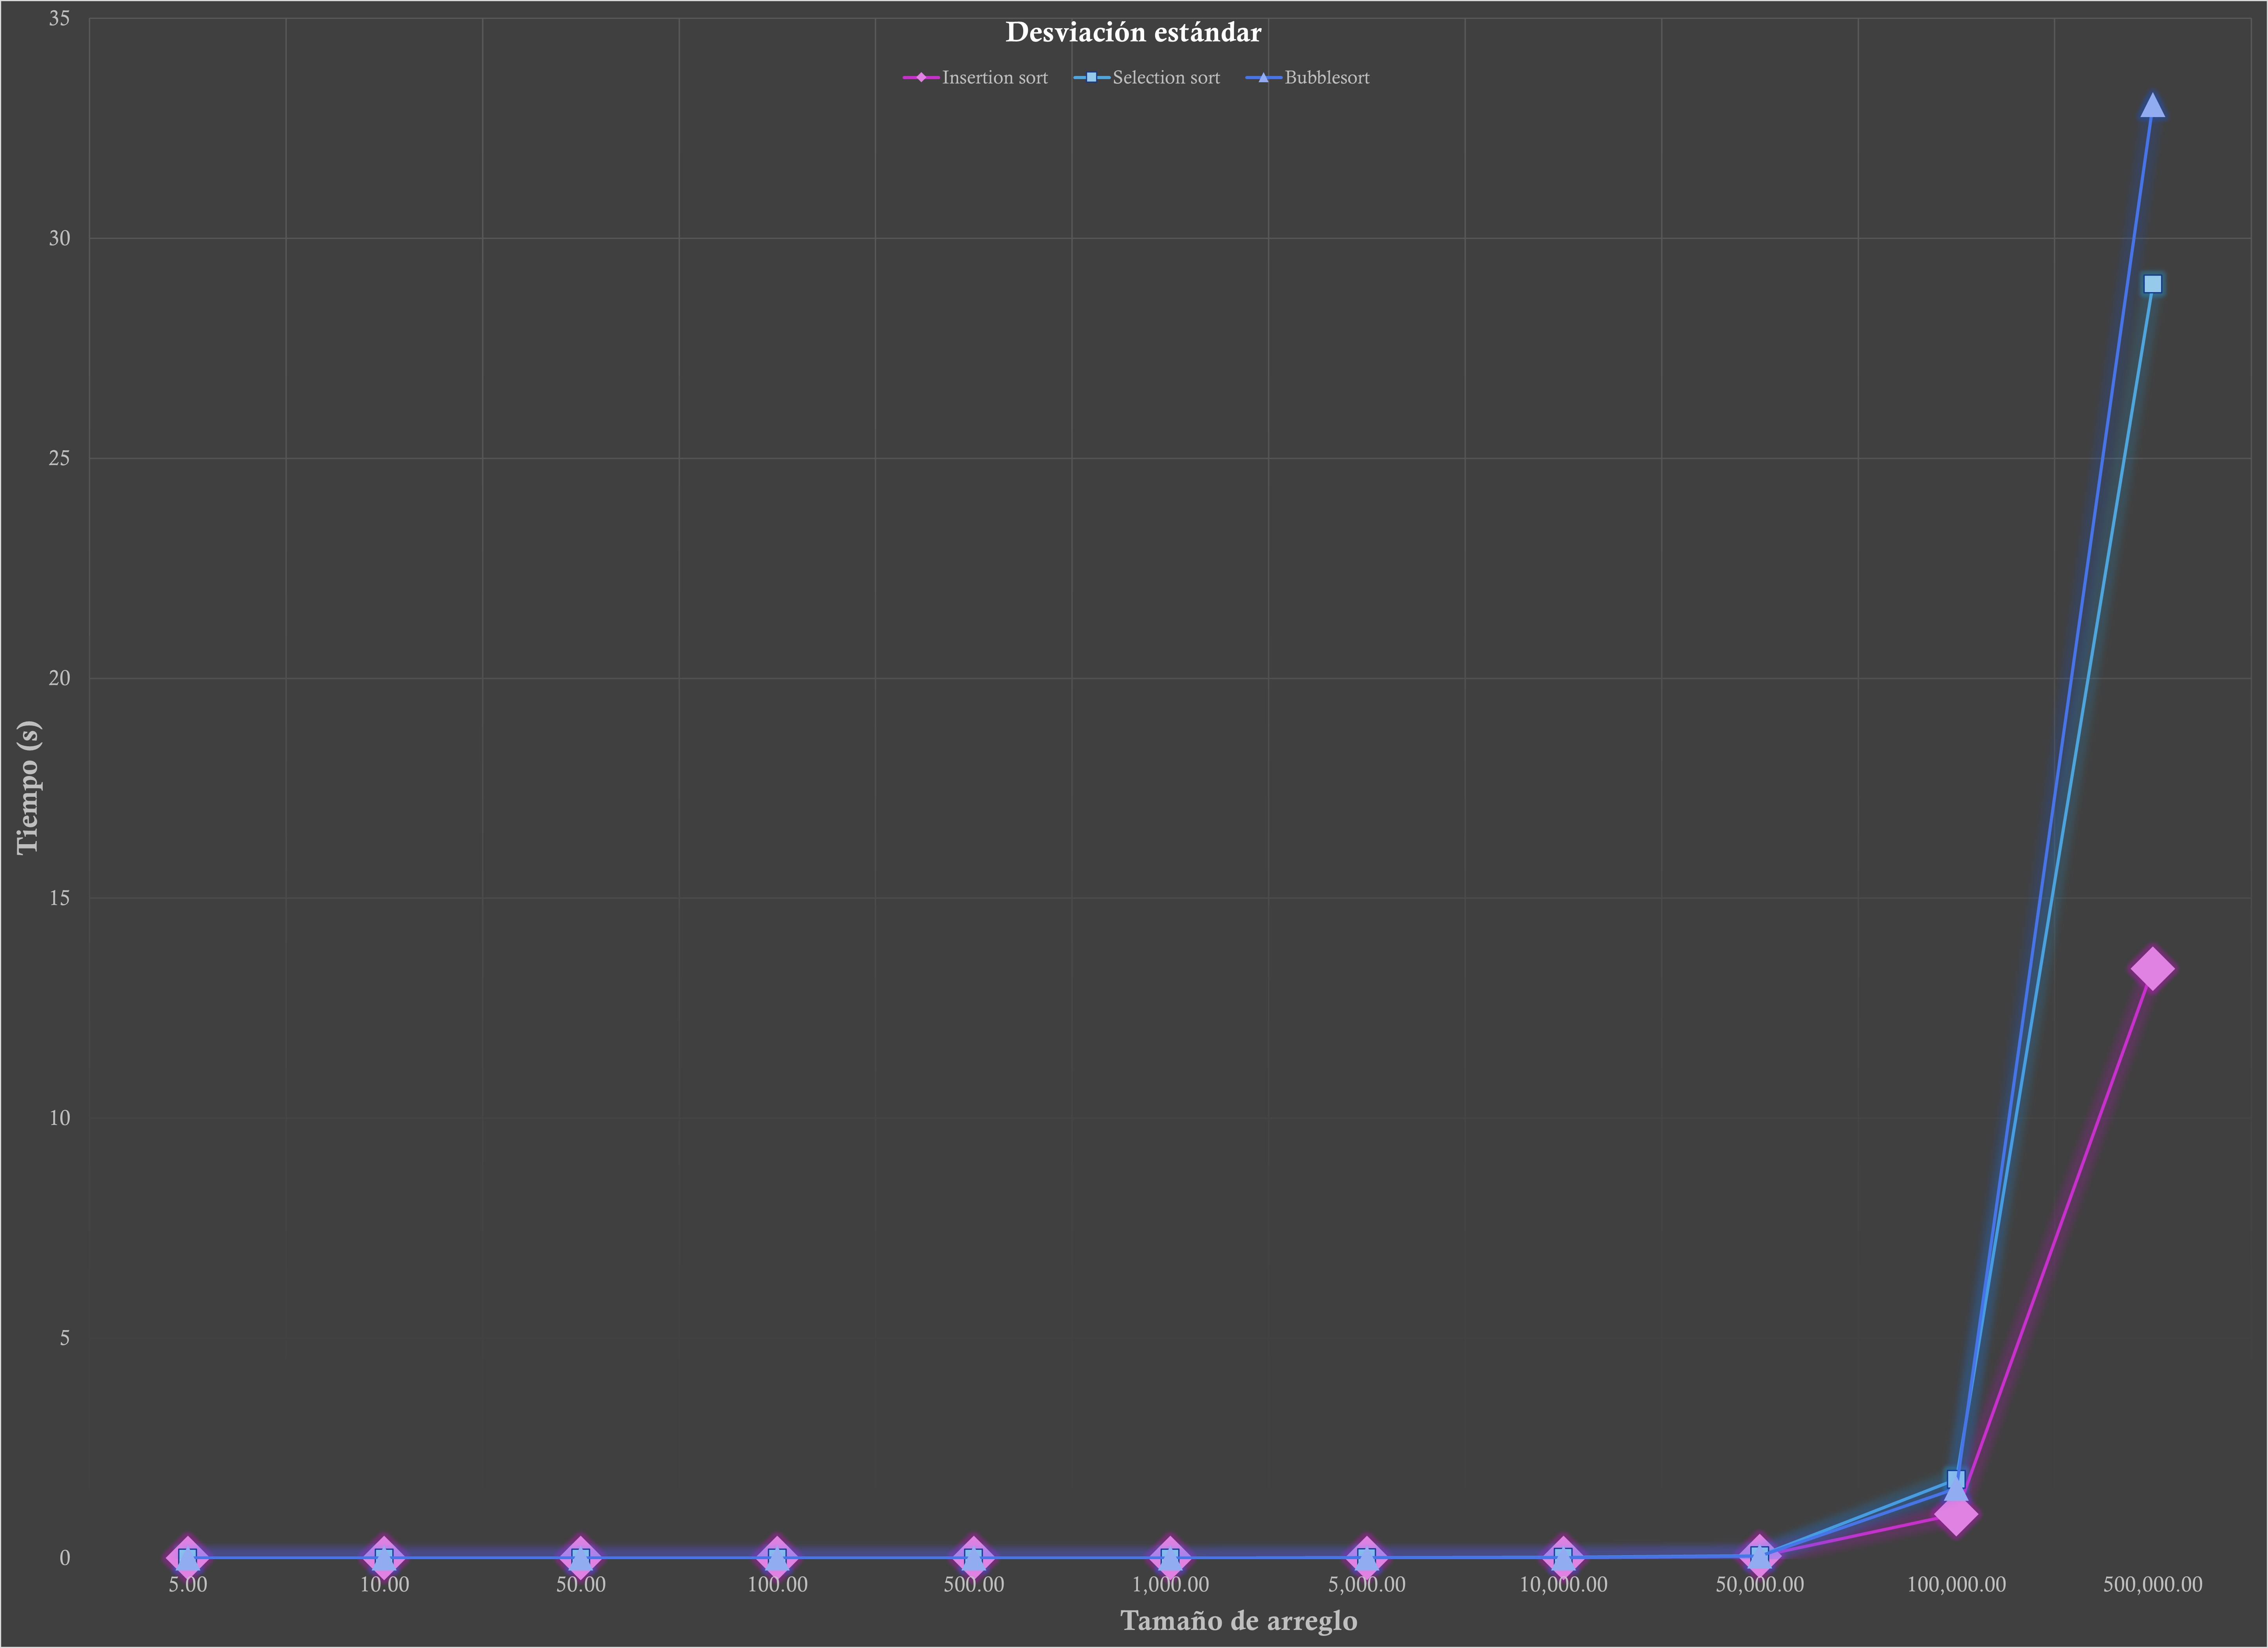 Desviación estándar
Insertion sort Selection sort Bubblesort
35
30
25
20
15
10
5
0
Tiempo (s)
5.00 10.00 50.00 100.00 500.00 1,000.00 5,000.00 10,000.00 50,000.00 100,000.00 500,000.00
Tamaño de arreglo